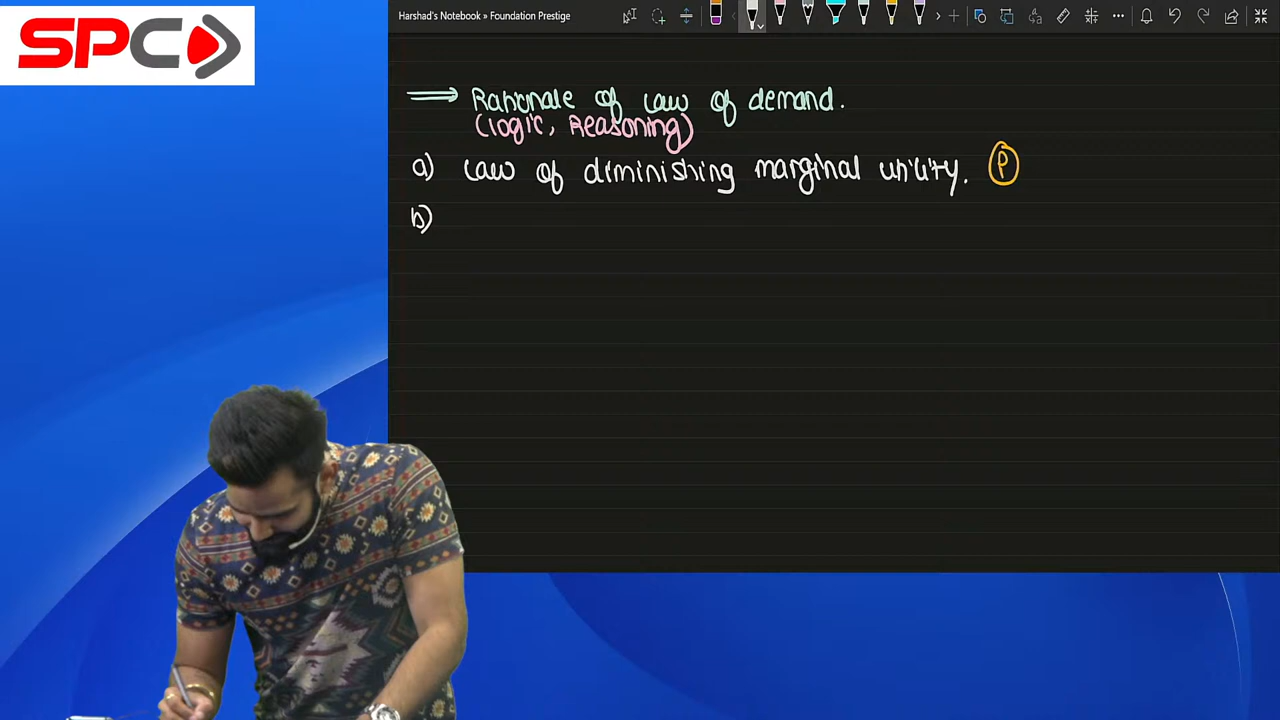 SPC
Harshad's Notebook » Foundation Prestige
Rationale of law of demand.
(logic, Reasoning)
a) Law of diminishing marginal utility. P
b)